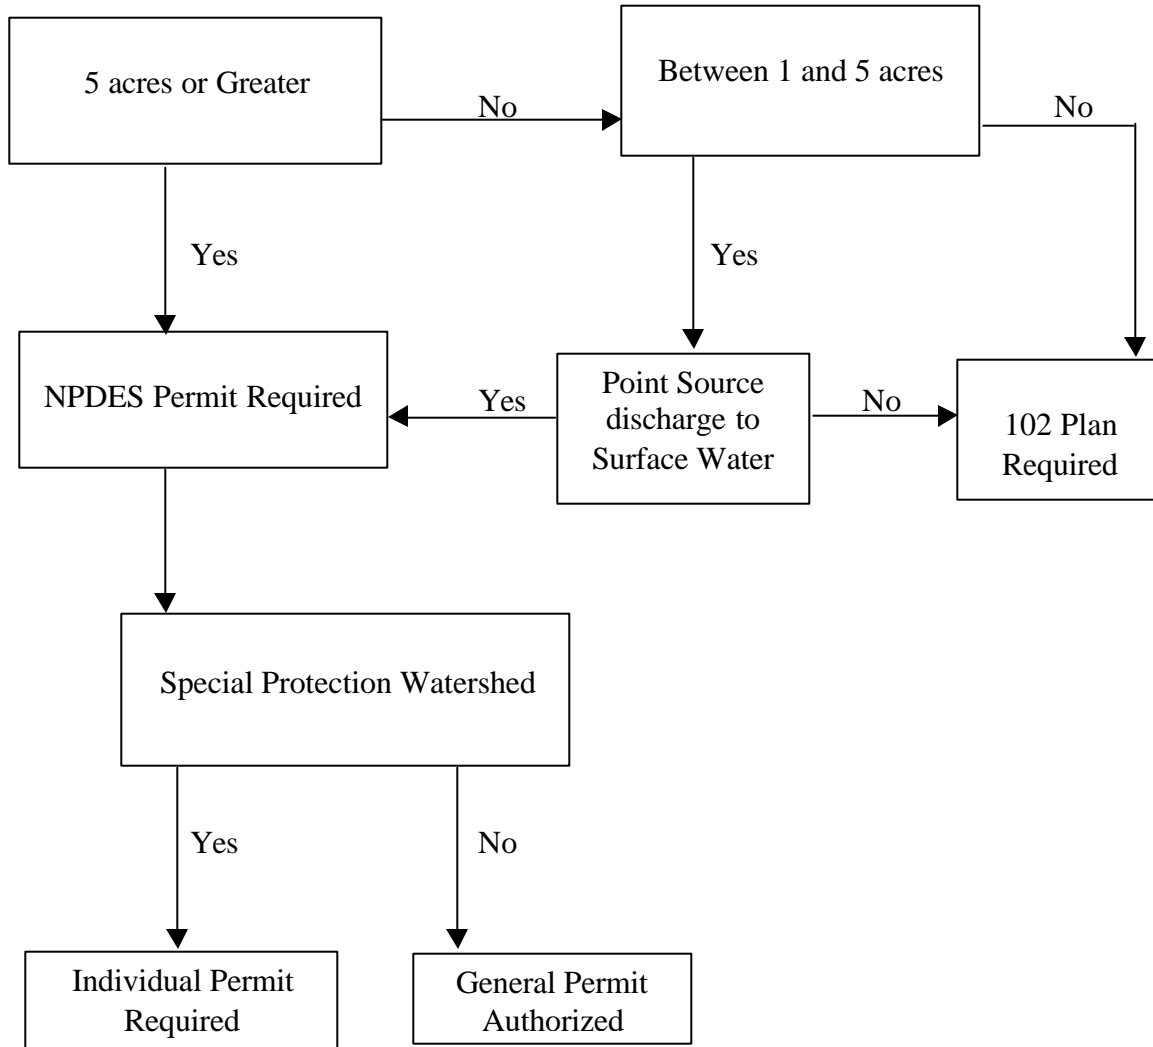 5 acres or Greater
Between 1 and 5 acres
No
No
Yes
Yes
NPDES Permit Required
Yes
Point Source
discharge to
Surface Water
No
102 Plan
Required
Special Protection Watershed
Yes
No
Individual Permit
Required
General Permit
Authorized